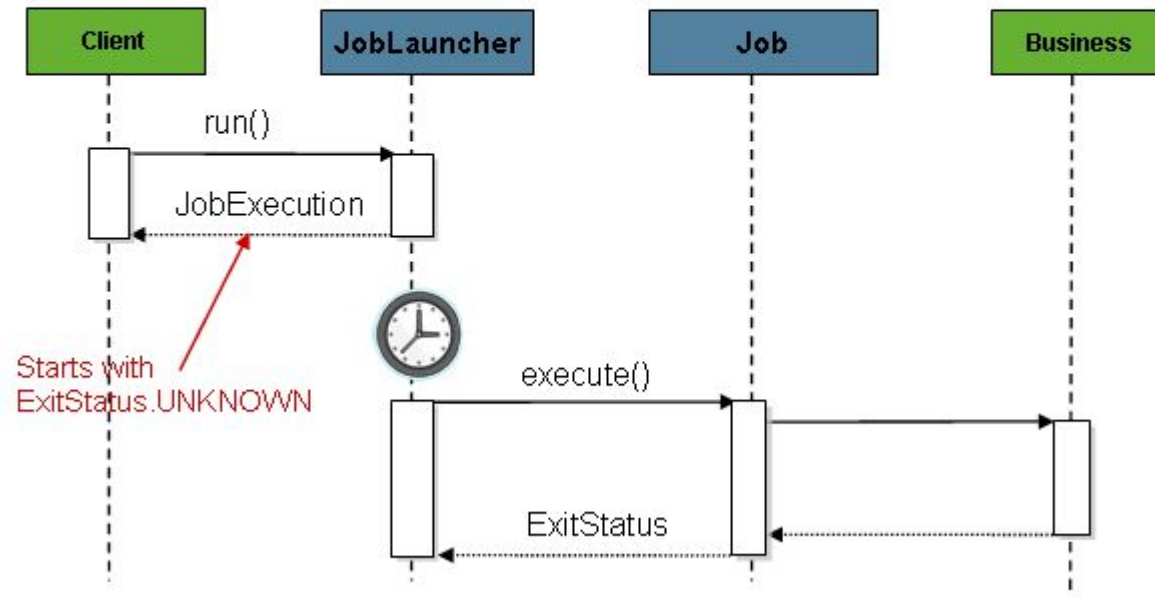 Client
JobLauncher
Job
Business
run()
JobExecution
Starts with
ExitStatus.UNKNOWN
execute()
ExitStatus